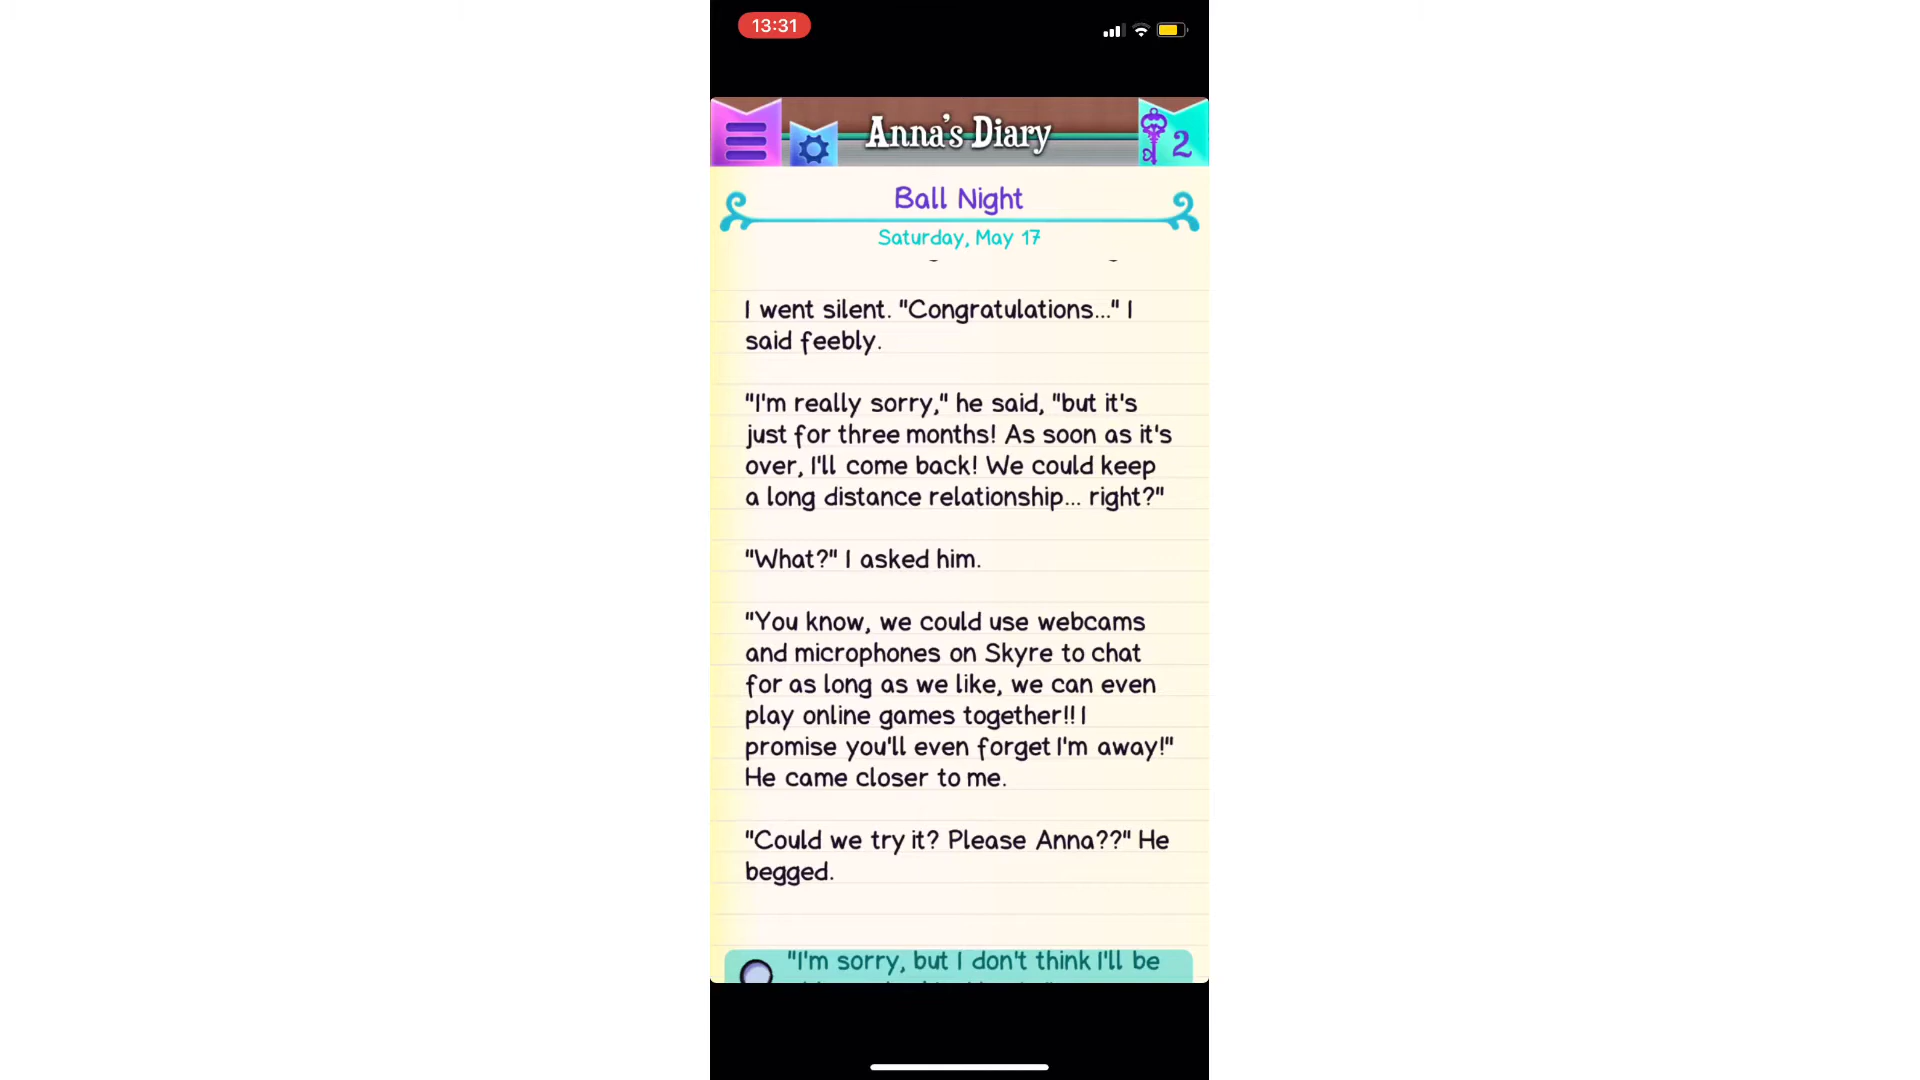 13:31
Anna's Diary
2
Ball Night
Saturday, May 17
I went silent. "Congratulations..." I
said feebly.
"I'm really sorry," he said, "but it's
just for three months! As soon as it's
over, I'll come back! We could keep
a long distance relationship... right?"
"What?" I asked him.
"You know, we could use webcams
and microphones on Skyre to chat
for as long as we like, we can even
play online games together!! I
promise you'll even forget I'm away!"
He came closer to me.
"Could we try it? Please Anna??" He
begged.
"I'm sorry, but I don't think I'll be